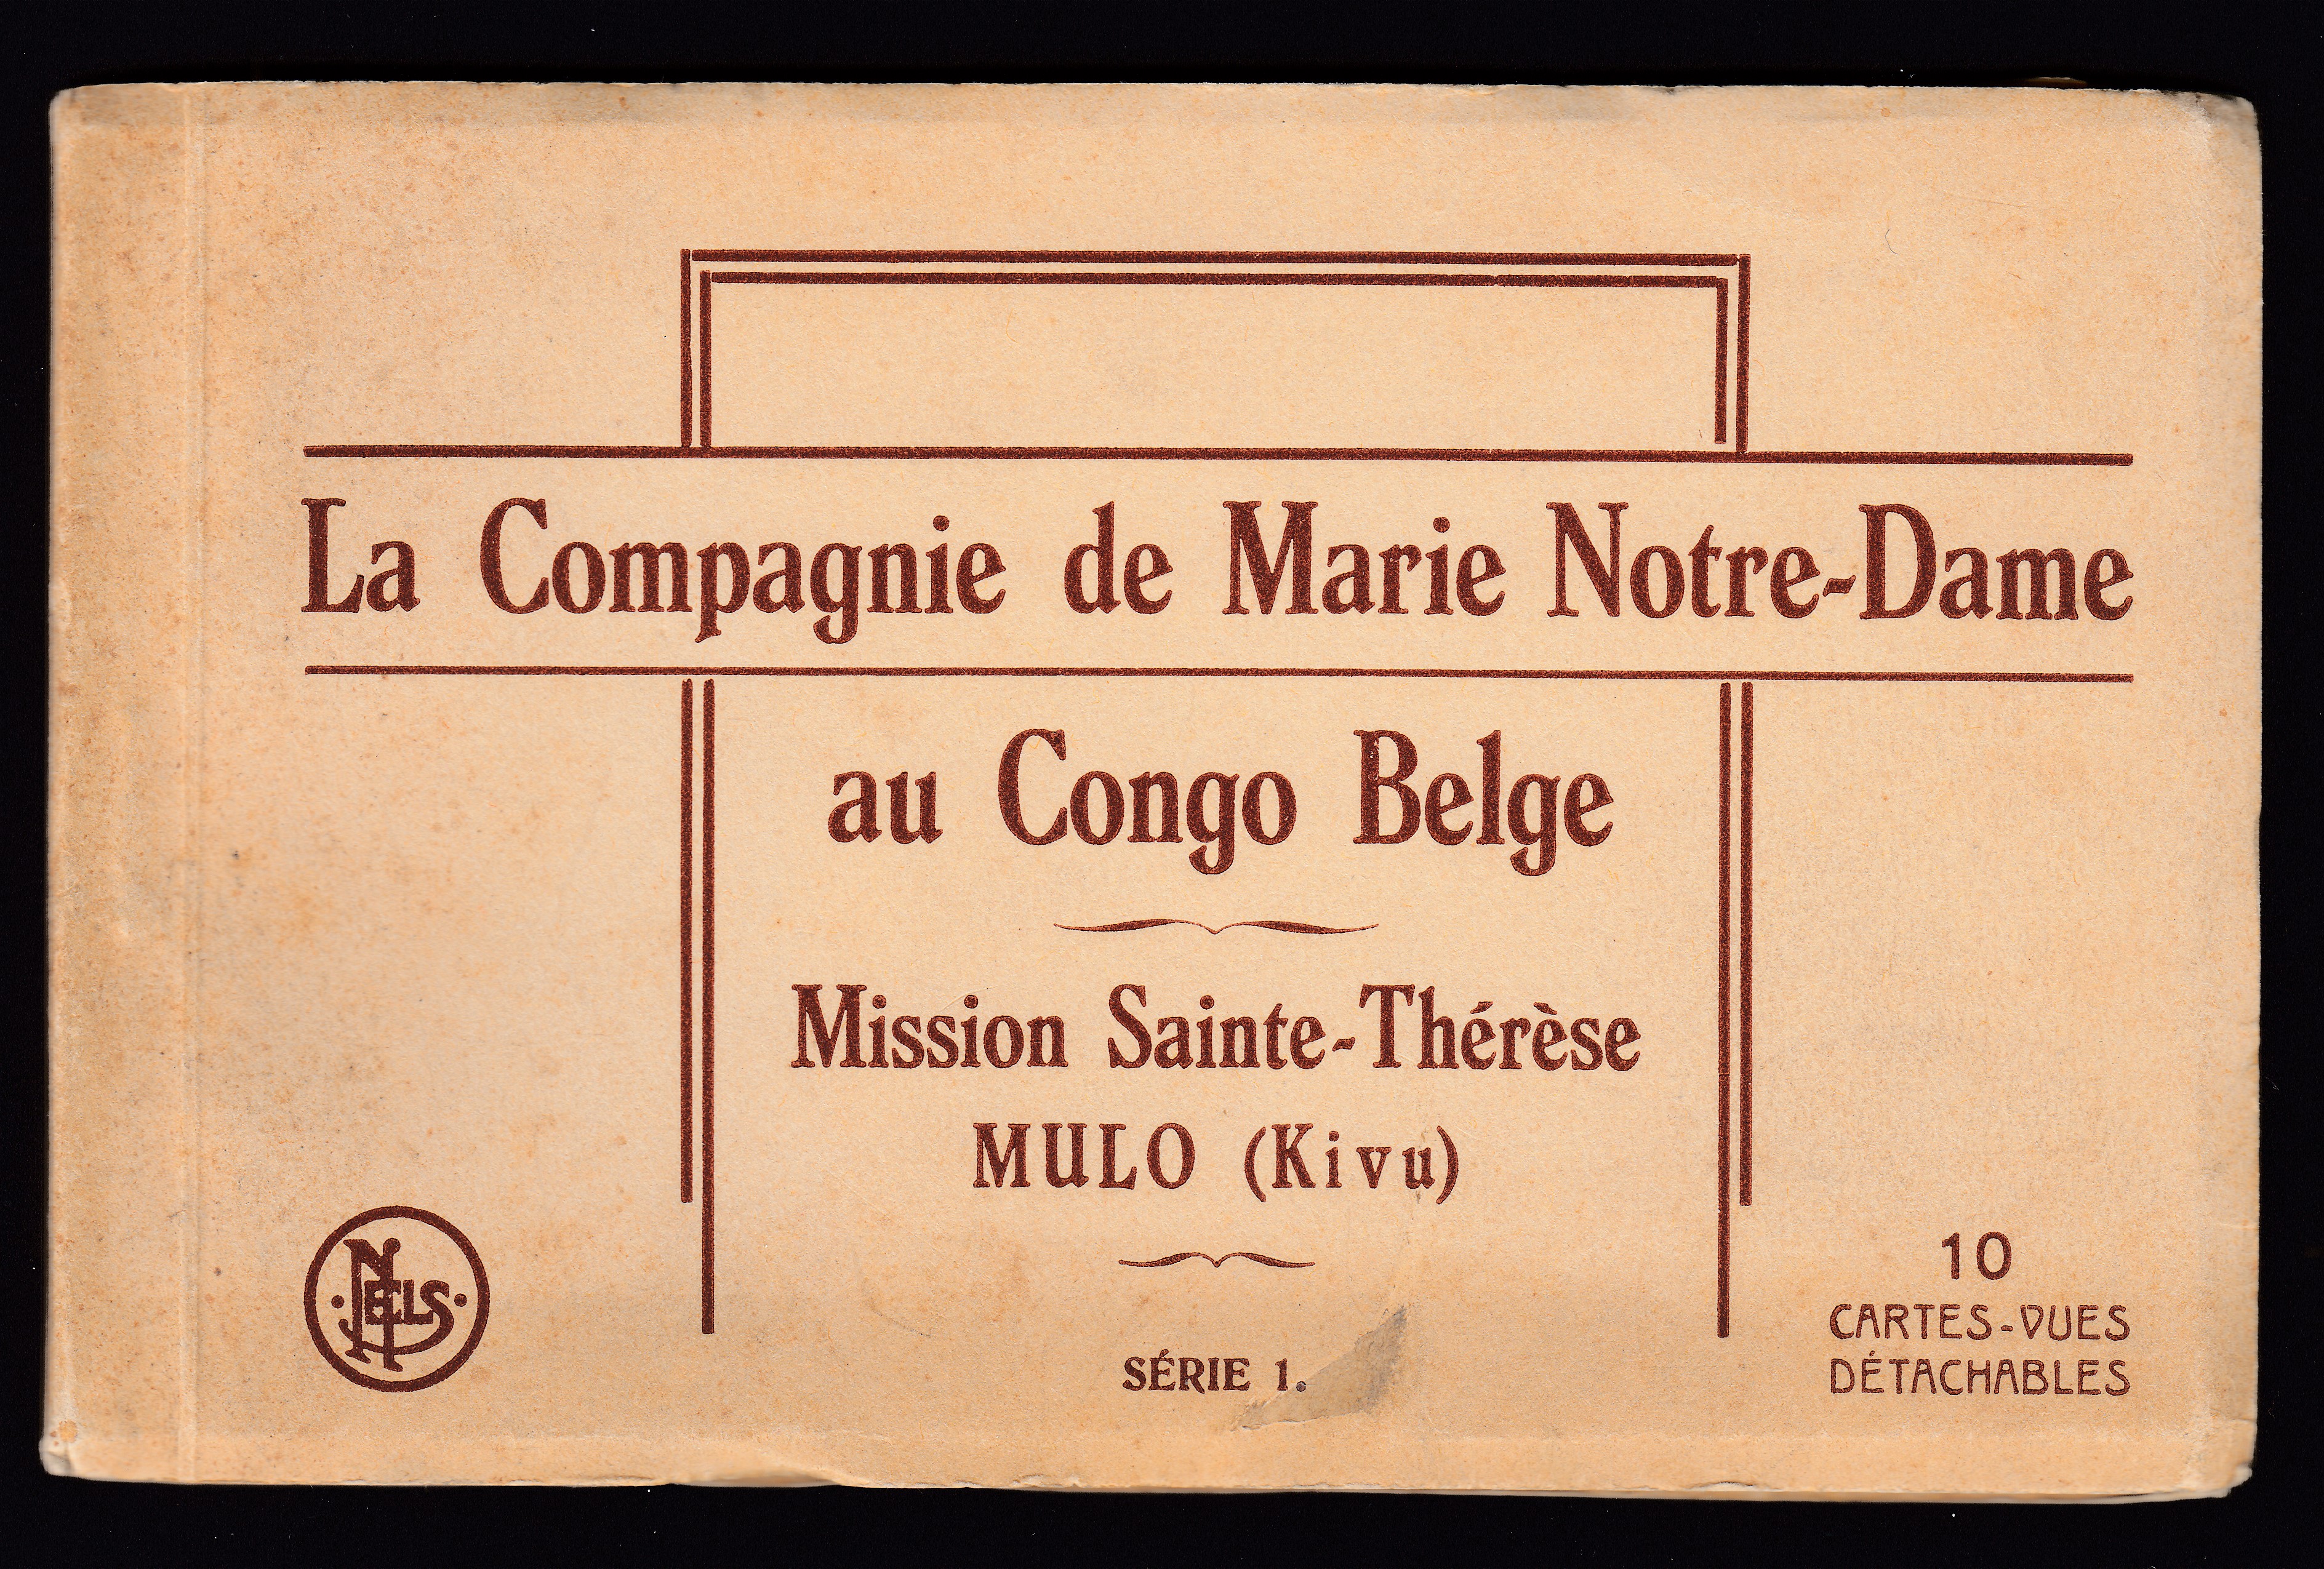 La Compagnie de Marie Notre-Dame
au Congo Belge
Mission Sainte-Thérèse
MULO (Kivu)
NELS
SÉRIE 1.
10
CARTES-VUES
DÉTACHABLES